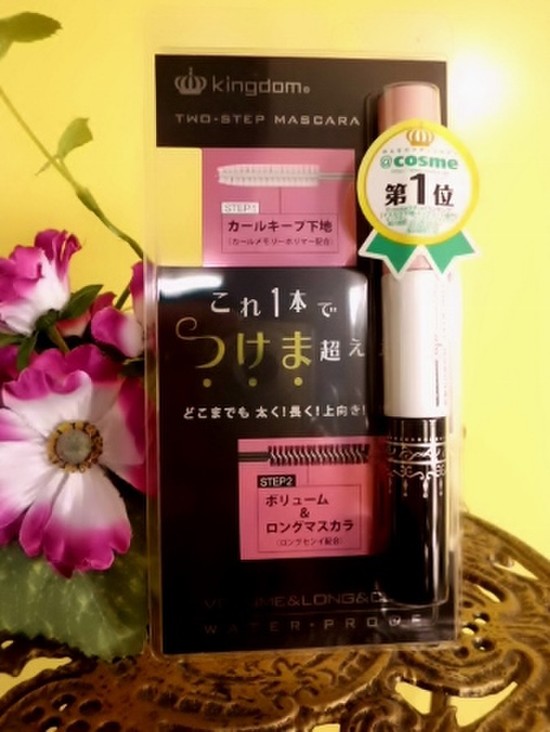 kingdom®
TWO-STEP MASCARA
@cosme
第1位
STEP1
カールキープ下地
(カールメモリーポリマー配合)
これ1本で
つけま超え
どこまでも 太く!長く!上向き!
STEP2
ボリューム
&
ロングマスカラ
(ロングセンイ配合)
VOLUME&LONG&
WATER-PROOF